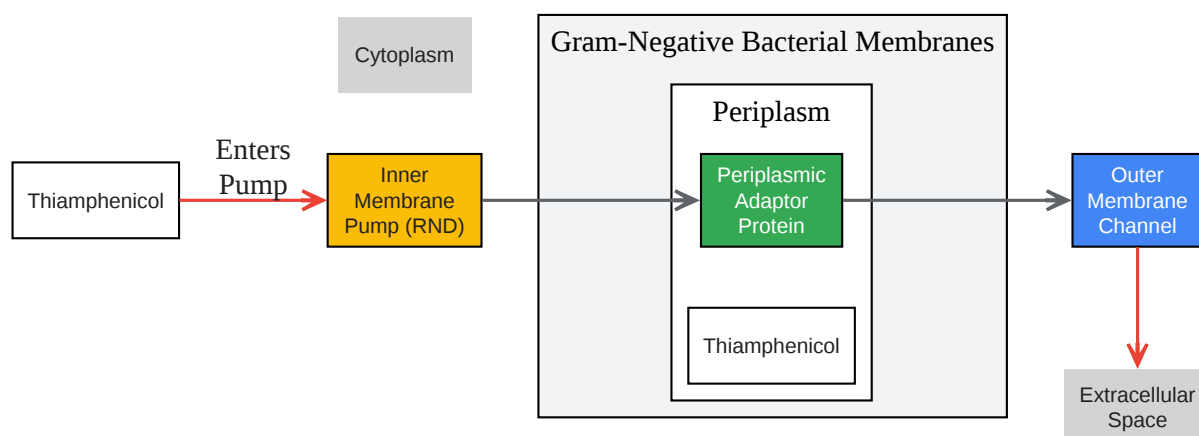 Cytoplasm
Gram-Negative Bacterial Membranes
Periplasm
Thiamphenicol
Enters
Pump
Inner
Membrane
Pump (RND)
Periplasmic
Adaptor
Protein
Outer
Membrane
Channel
Thiamphenicol
Extracellular
Space